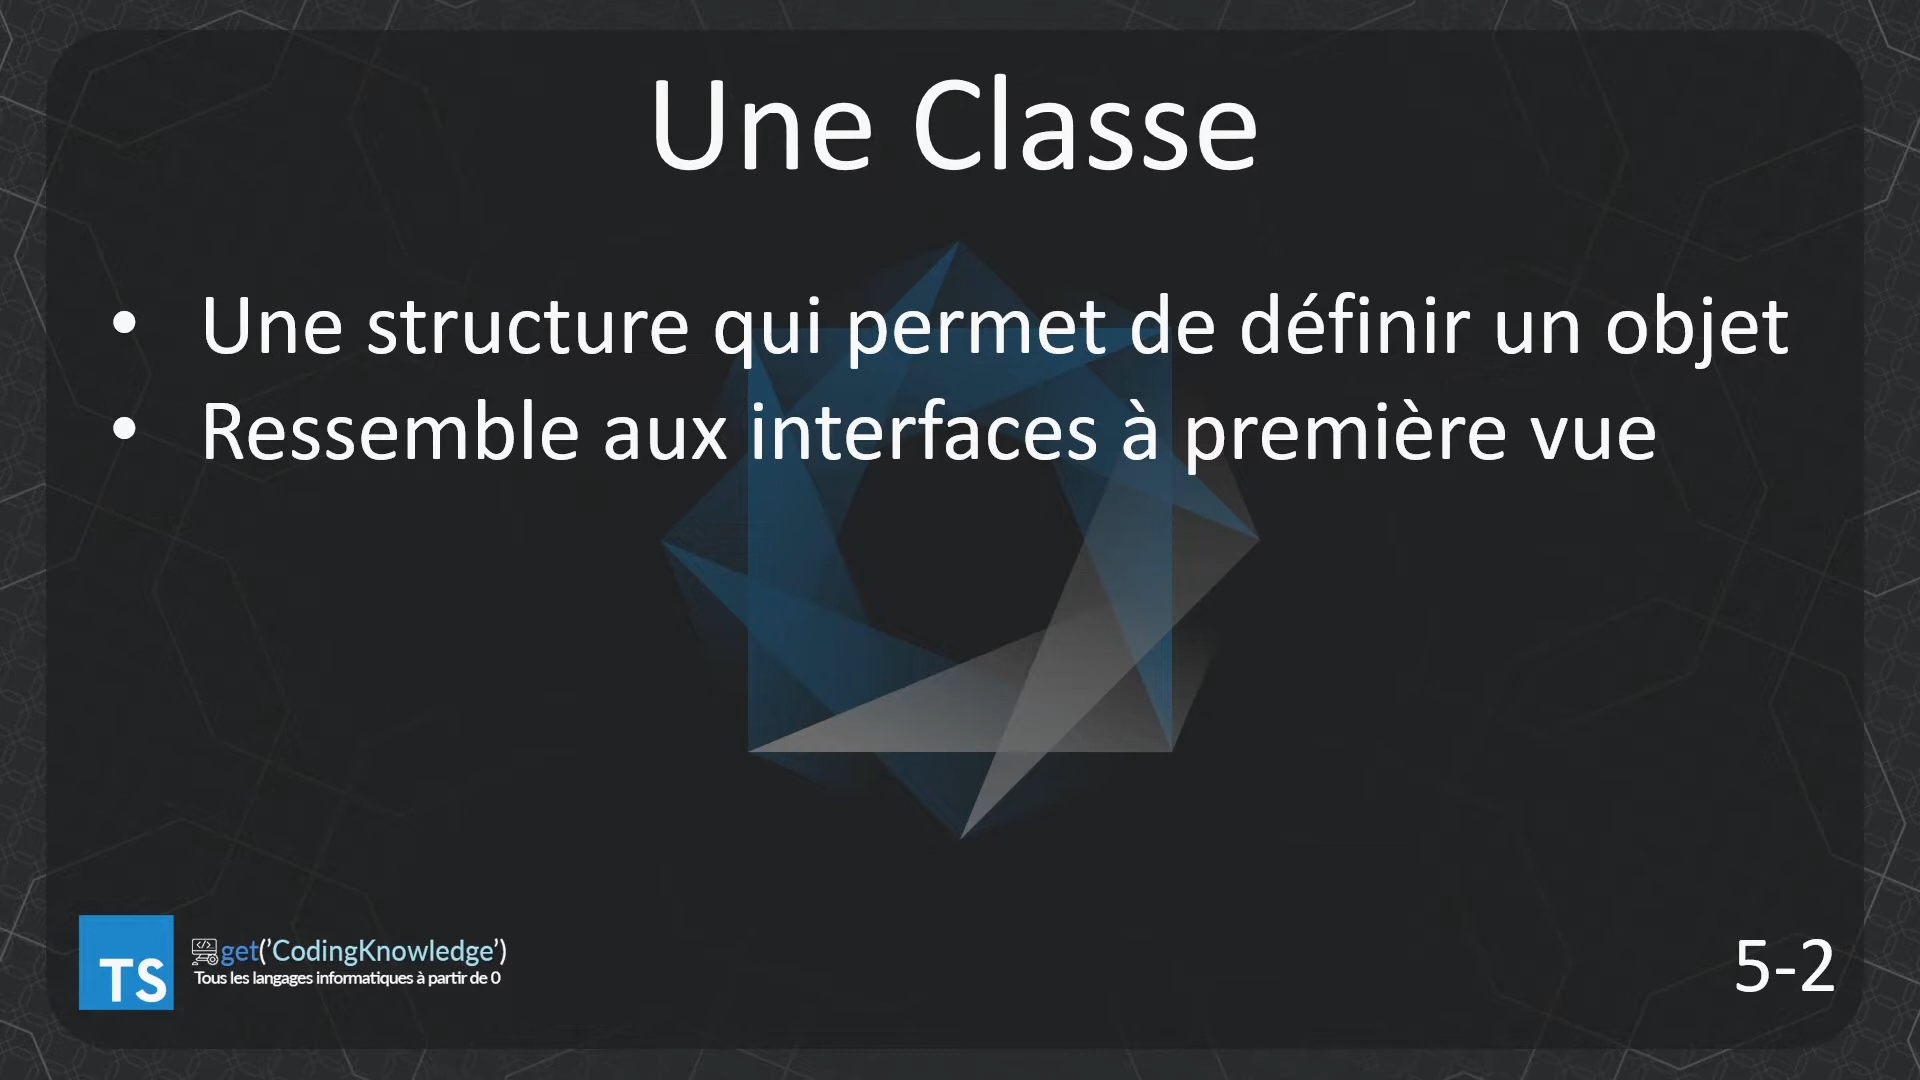 Une Classe
• Une structure qui permet de définir un objet
• Ressemble aux interfaces à première vue
TS
get('CodingKnowledge')
Tous les langages informatiques à partir de 0
5-2